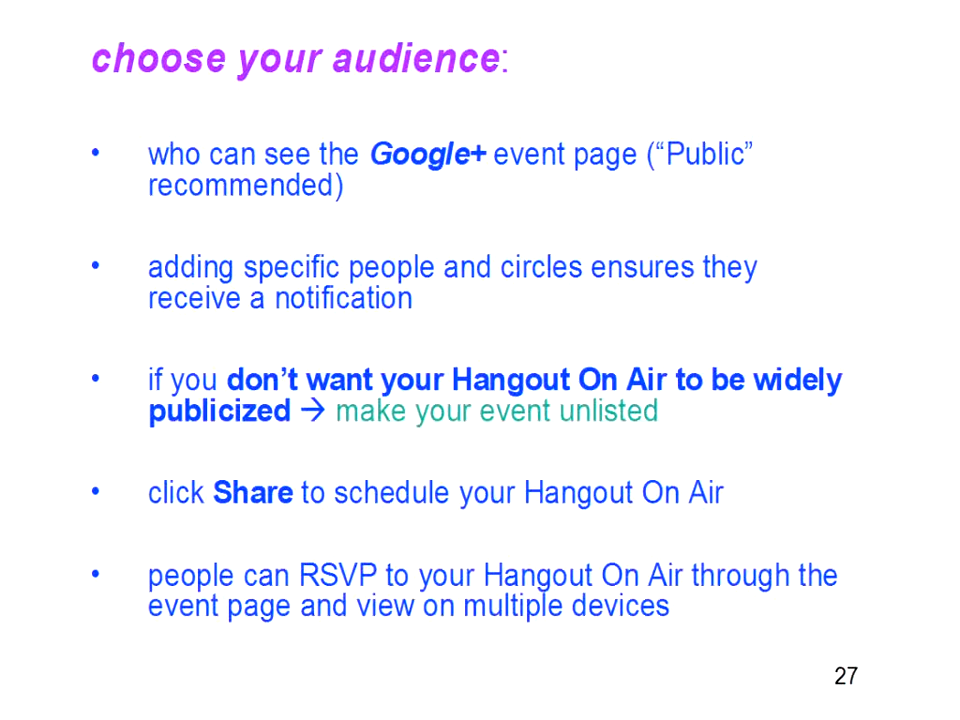 choose your audience:
• who can see the Google+ event page (“Public”
recommended)
• adding specific people and circles ensures they
receive a notification
• if you don’t want your Hangout On Air to be widely
publicized → make your event unlisted
• click Share to schedule your Hangout On Air
• people can RSVP to your Hangout On Air through the
event page and view on multiple devices
27